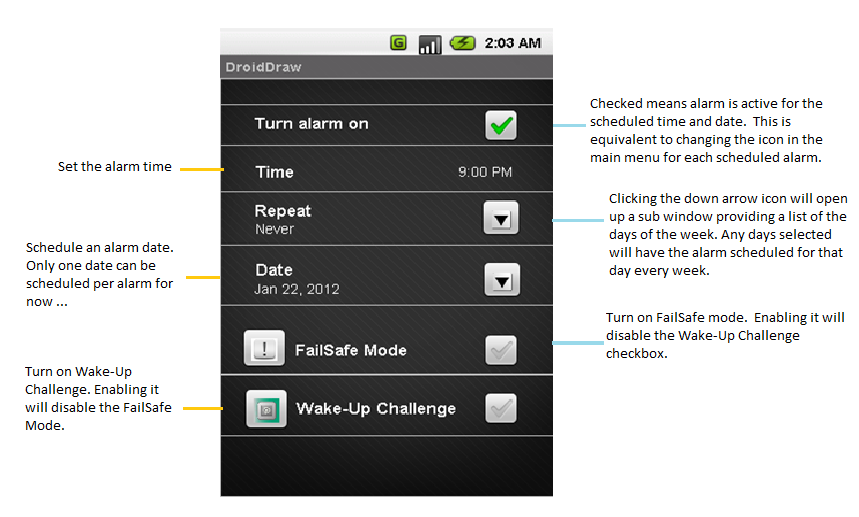 G
2:03 AM
DroidDraw
Turn alarm on
Checked means alarm is active for the
scheduled time and date.  This is
equivalent to changing the icon in the
main menu for each scheduled alarm.
Set the alarm time
Time
9:00 PM
Repeat
Never
Clicking the down arrow icon will open
up a sub window providing a list of the
days of the week. Any days selected
will have the alarm scheduled for that
day every week.
Schedule an alarm date.
Only one date can be
scheduled per alarm for
now ...
Date
Jan 22, 2012
Turn on FailSafe mode.  Enabling it will
disable the Wake-Up Challenge
checkbox.
!
FailSafe Mode
Turn on Wake-Up
Challenge. Enabling it
will disable the FailSafe
Mode.
Wake-Up Challenge